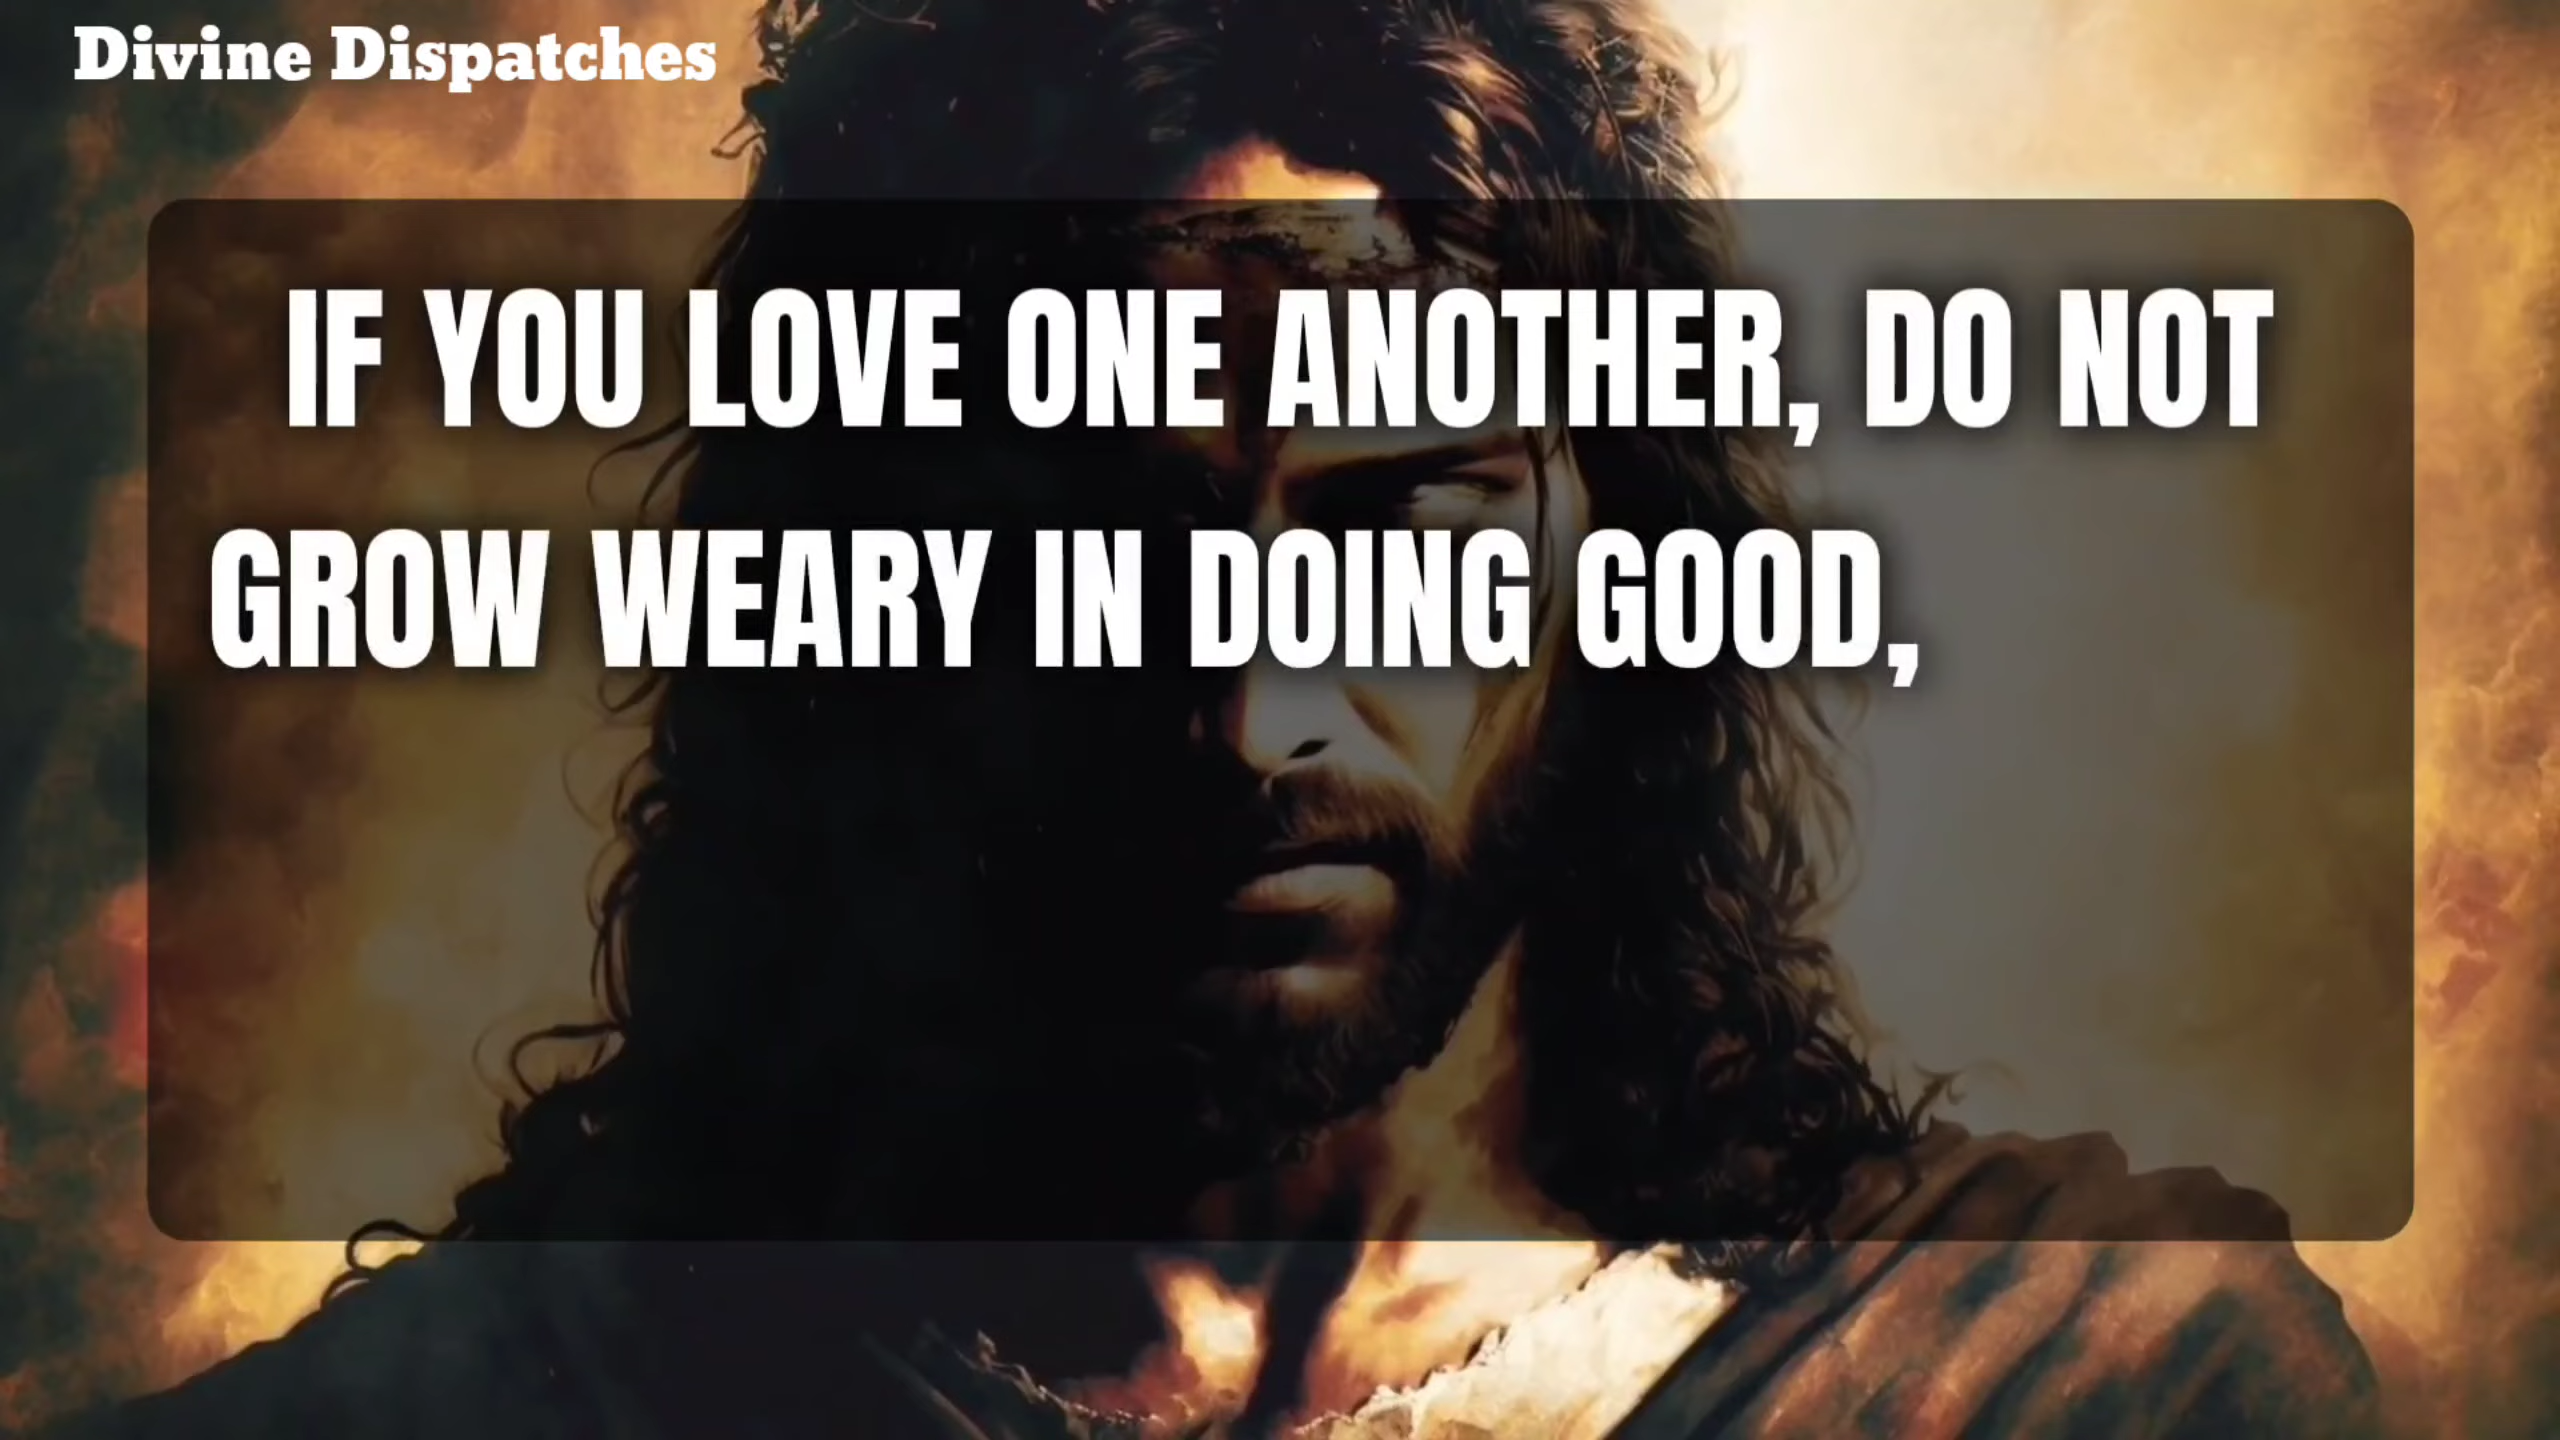 Divine Dispatches
IF YOU LOVE ONE ANOTHER, DO NOT
GROW WEARY IN DOING GOOD,